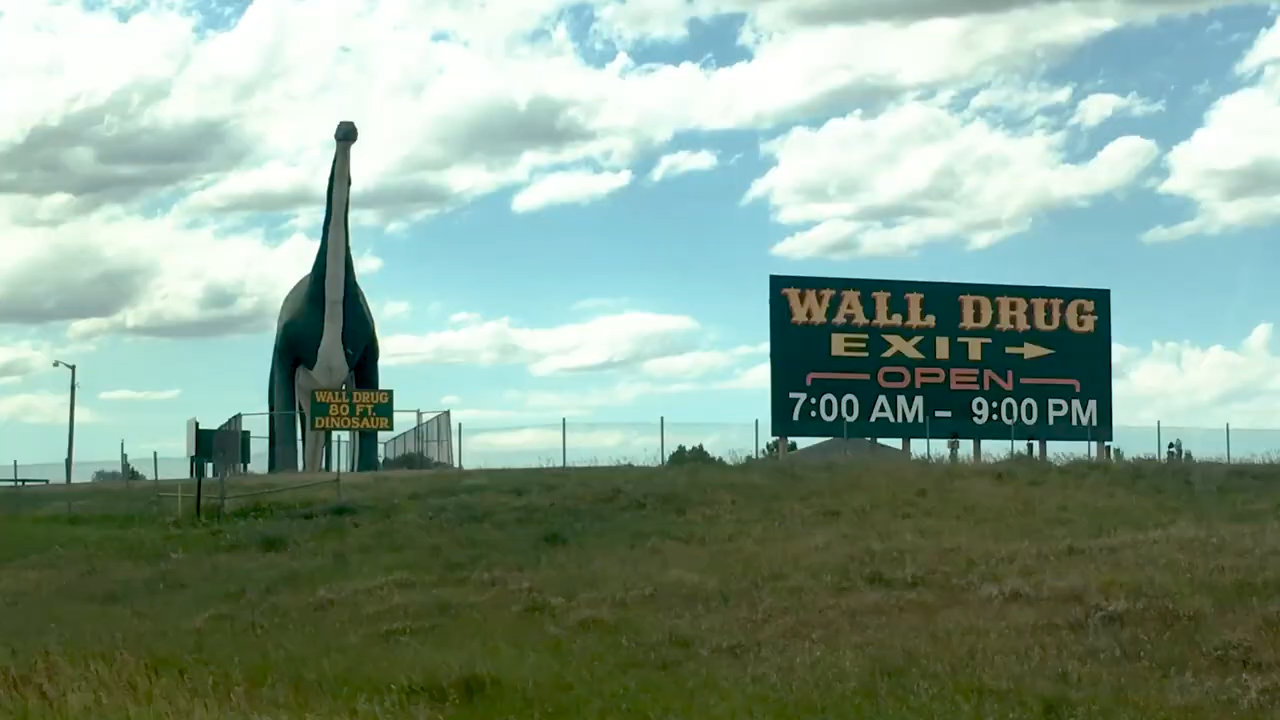 WALL DRUG
80 FT.
DINOSAUR
WALL DRUG
EXIT →
OPEN
7:00 AM – 9:00 PM